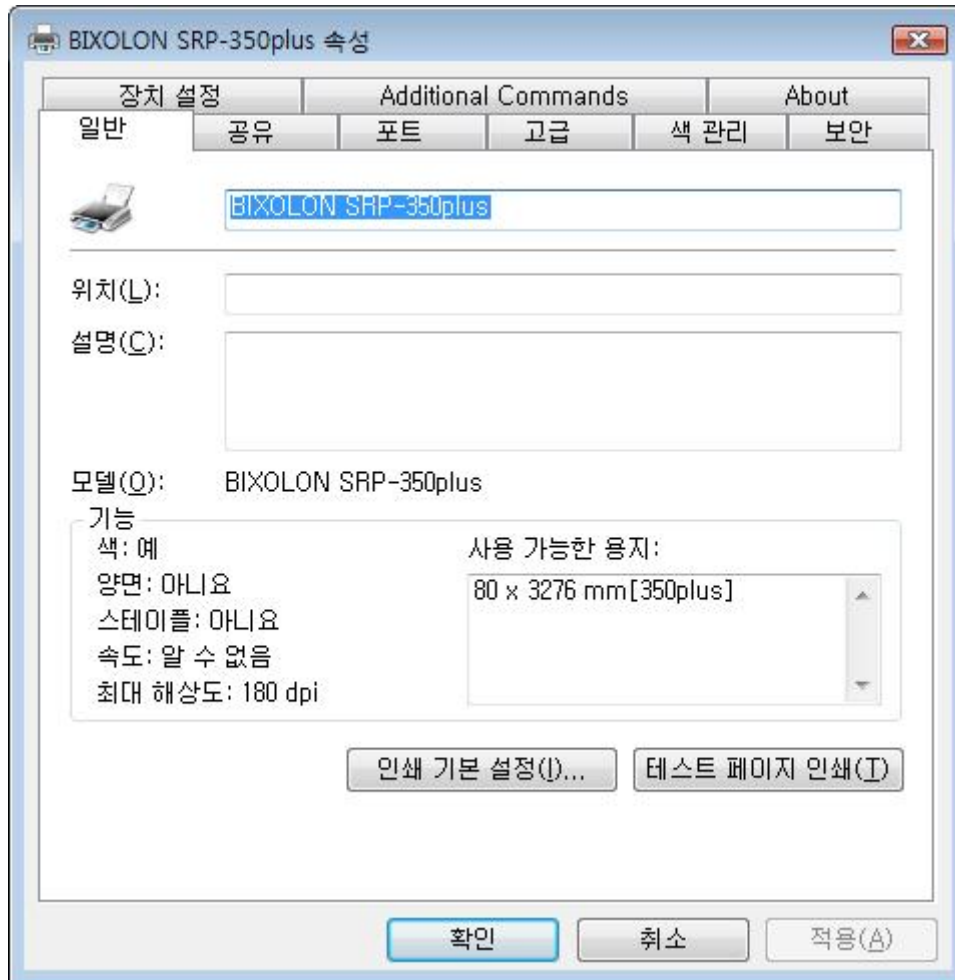 BIXOLON SRP-350plus 속성
장치 설정 Additional Commands About
일반 공유 포트 고급 색 관리 보안
BIXOLON SRP-350plus
위치(L):
설명(C):
모델(O): BIXOLON SRP-350plus
기능
색: 예
양면: 아니요
스테이플: 아니요
속도: 알 수 없음
최대 해상도: 180 dpi
사용 가능한 용지:
80 x 3276 mm[350plus]
인쇄 기본 설정(I)... 테스트 페이지 인쇄(T)
확인 취소 적용(A)